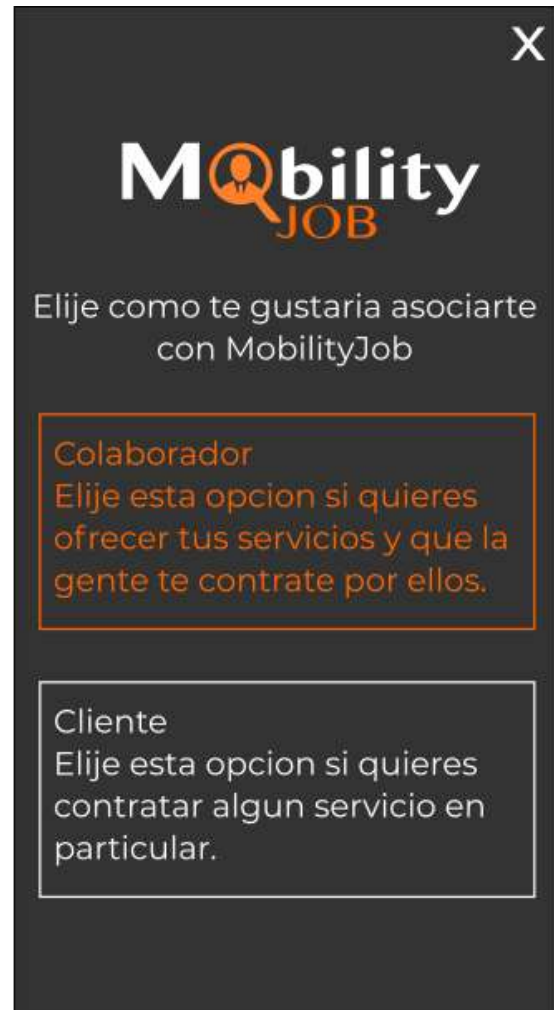 X
Mobility
JOB
Elije como te gustaria asociarte
con MobilityJob
Colaborador
Elije esta opcion si quieres
ofrecer tus servicios y que la
gente te contrate por ellos.
Cliente
Elije esta opcion si quieres
contratar algun servicio en
particular.